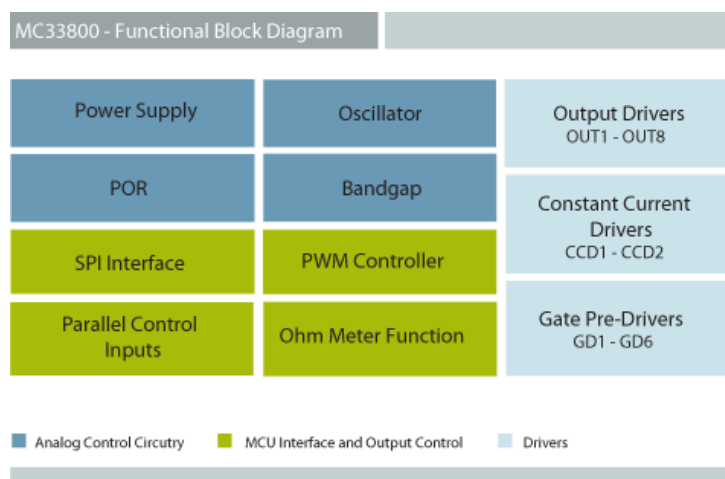 MC33800 - Functional Block Diagram
Power Supply
Oscillator
Output Drivers
OUT1 - OUT8
POR
Bandgap
Constant Current
Drivers
CCD1 - CCD2
SPI Interface
PWM Controller
Parallel Control
Inputs
Ohm Meter Function
Gate Pre-Drivers
GD1 - GD6
Analog Control Circutry
MCU Interface and Output Control
Drivers